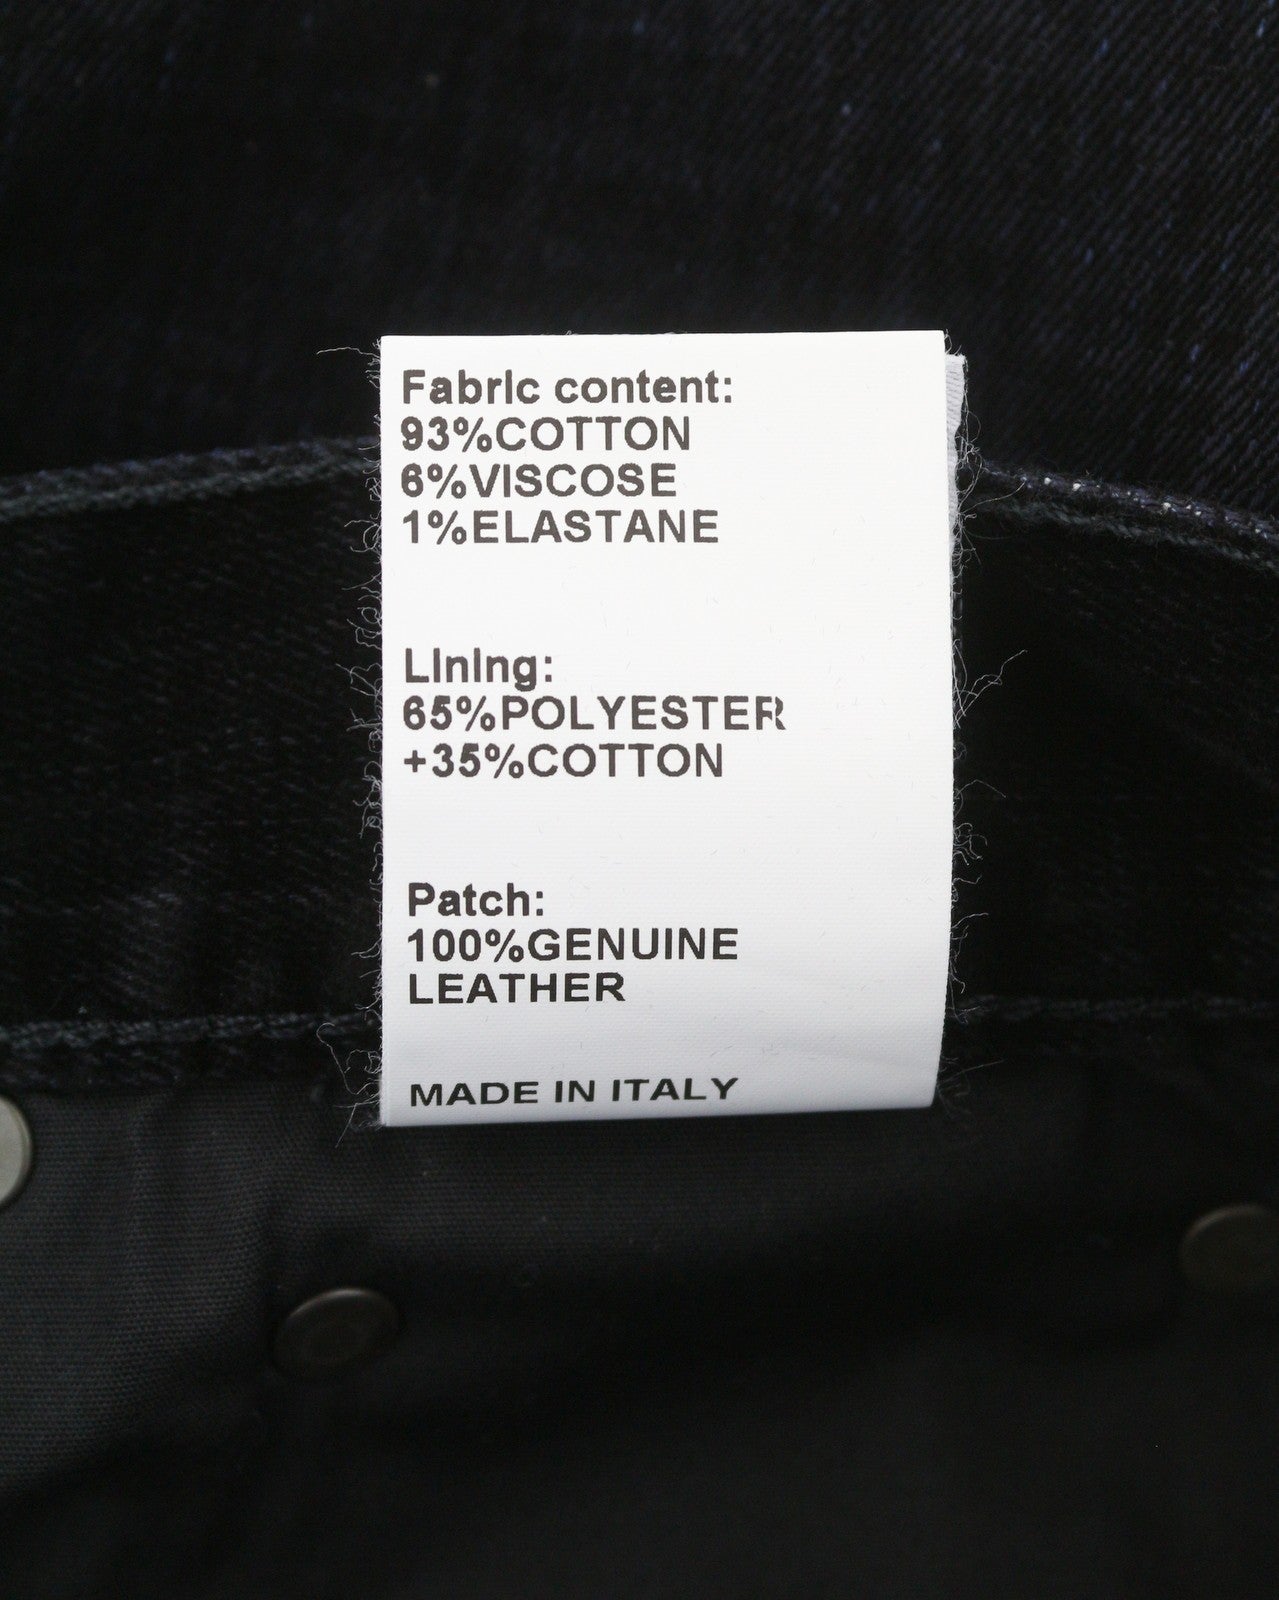 Fabric content:
93%COTTON
6%VISCOSE
1%ELASTANE
Lining:
65%POLYESTER
+35%COTTON
Patch:
100%GENUINE
LEATHER
MADE IN ITALY